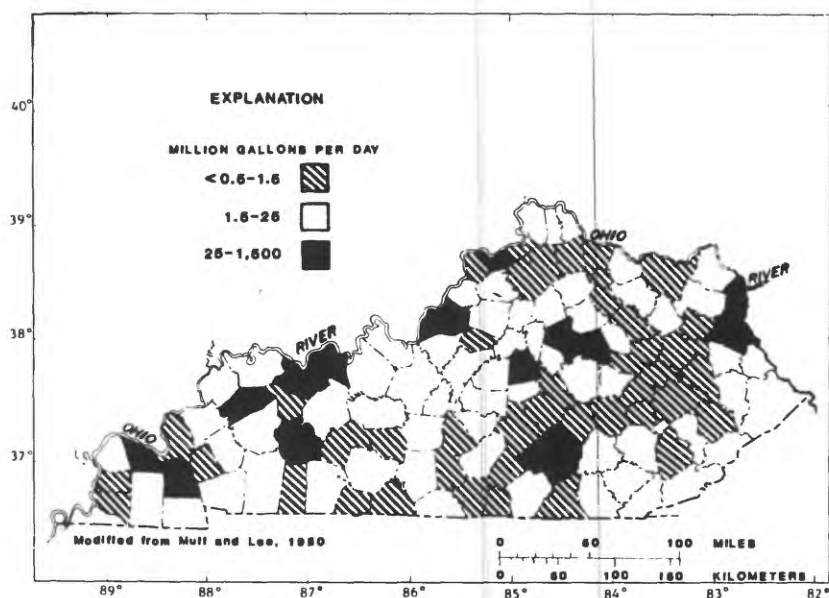 EXPLANATION
MILLION GALLONS PER DAY
<0.5-1.5
1.5-25
25-1,500
40°
39°
38°
37°
OHIO
RIVER
RIVER
OHIO
Modified from Mull and Lee, 1980
0 50 100 MILES
0 50 100 150 KILOMETERS
89° 88° 87° 86° 85° 84° 83° 82°